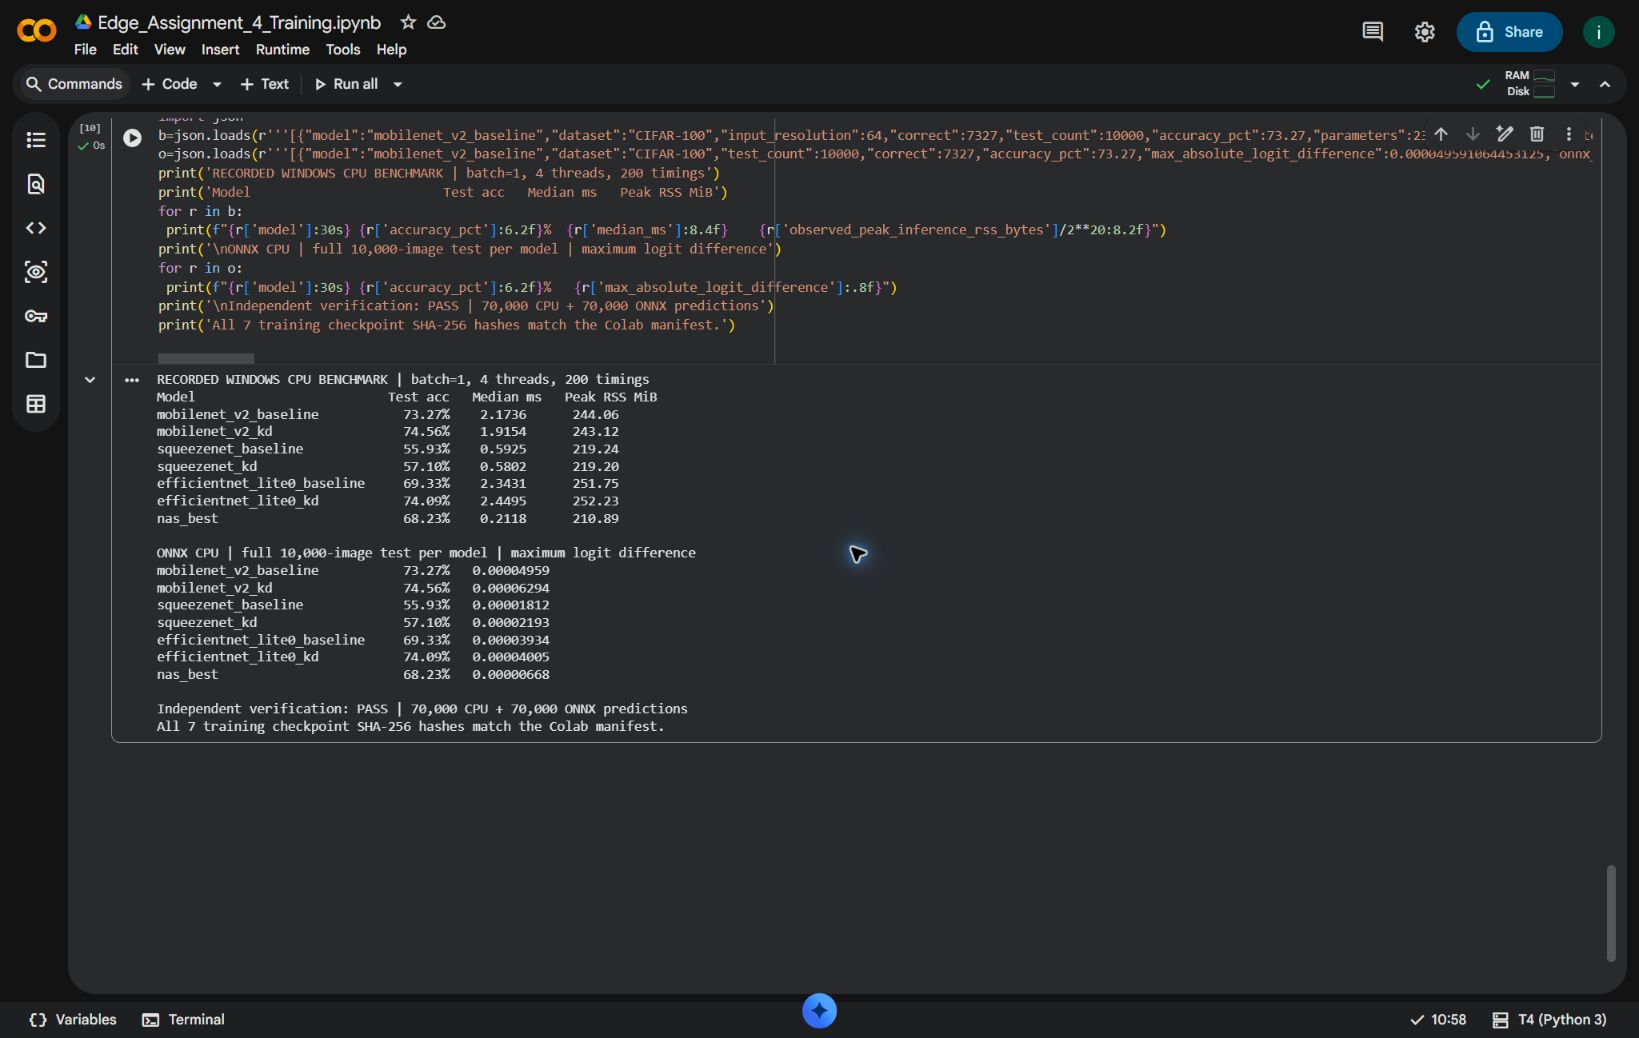 Edge_Assignment_4_Training.ipynb
File Edit View Insert Runtime Tools Help
Share
i
Commands + Code + Text Run all
RAM
Disk
[10]
0s
import json
b=json.loads(r'''[{"model":"mobilenet_v2_baseline","dataset":"CIFAR-100","input_resolution":64,"correct":7327,"test_count":10000,"accuracy_pct":73.27,"parameters":23
o=json.loads(r'''[{"model":"mobilenet_v2_baseline","dataset":"CIFAR-100","test_count":10000,"correct":7327,"accuracy_pct":73.27,"max_absolute_logit_difference":0.000049591064453125,"onnx_
print('RECORDED WINDOWS CPU BENCHMARK | batch=1, 4 threads, 200 timings')
print('Model                         Test acc   Median ms   Peak RSS MiB')
for r in b:
 print(f"{r['model']:30s} {r['accuracy_pct']:6.2f}%  {r['median_ms']:8.4f}    {r['observed_peak_inference_rss_bytes']/2**20:8.2f}")
print('\nONNX CPU | full 10,000-image test per model | maximum logit difference')
for r in o:
 print(f"{r['model']:30s} {r['accuracy_pct']:6.2f}%   {r['max_absolute_logit_difference']:.8f}")
print('\nIndependent verification: PASS | 70,000 CPU + 70,000 ONNX predictions')
print('All 7 training checkpoint SHA-256 hashes match the Colab manifest.')
RECORDED WINDOWS CPU BENCHMARK | batch=1, 4 threads, 200 timings
Model                         Test acc   Median ms   Peak RSS MiB
mobilenet_v2_baseline           73.27%    2.1736      244.06
mobilenet_v2_kd                 74.56%    1.9154      243.12
squeezenet_baseline             55.93%    0.5925      219.24
squeezenet_kd                   57.10%    0.5802      219.20
efficientnet_lite0_baseline     69.33%    2.3431      251.75
efficientnet_lite0_kd           74.09%    2.4495      252.23
nas_best                        68.23%    0.2118      210.89
ONNX CPU | full 10,000-image test per model | maximum logit difference
mobilenet_v2_baseline           73.27%   0.00004959
mobilenet_v2_kd                 74.56%   0.00006294
squeezenet_baseline             55.93%   0.00001812
squeezenet_kd                   57.10%   0.00002193
efficientnet_lite0_baseline     69.33%   0.00003934
efficientnet_lite0_kd           74.09%   0.00004005
nas_best                        68.23%   0.00000668
Independent verification: PASS | 70,000 CPU + 70,000 ONNX predictions
All 7 training checkpoint SHA-256 hashes match the Colab manifest.
Variables Terminal
10:58 T4 (Python 3)